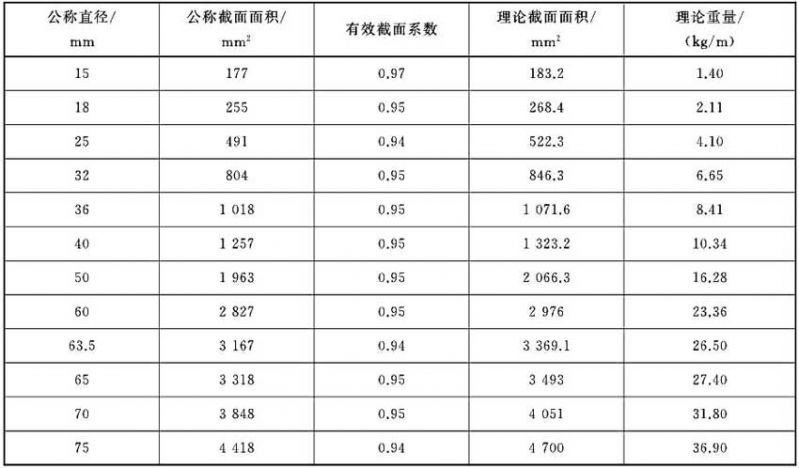 公称直径/ 公称截面面积/ 有效截面系数 理论截面面积/ 理论重量/
mm mm² mm² (kg/m)
15 177 0.97 183.2 1.40
18 255 0.95 268.4 2.11
25 491 0.94 522.3 4.10
32 804 0.95 846.3 6.65
36 1 018 0.95 1 071.6 8.41
40 1 257 0.95 1 323.2 10.34
50 1 963 0.95 2 066.3 16.28
60 2 827 0.95 2 976 23.36
63.5 3 167 0.94 3 369.1 26.50
65 3 318 0.95 3 493 27.40
70 3 848 0.95 4 051 31.80
75 4 418 0.94 4 700 36.90